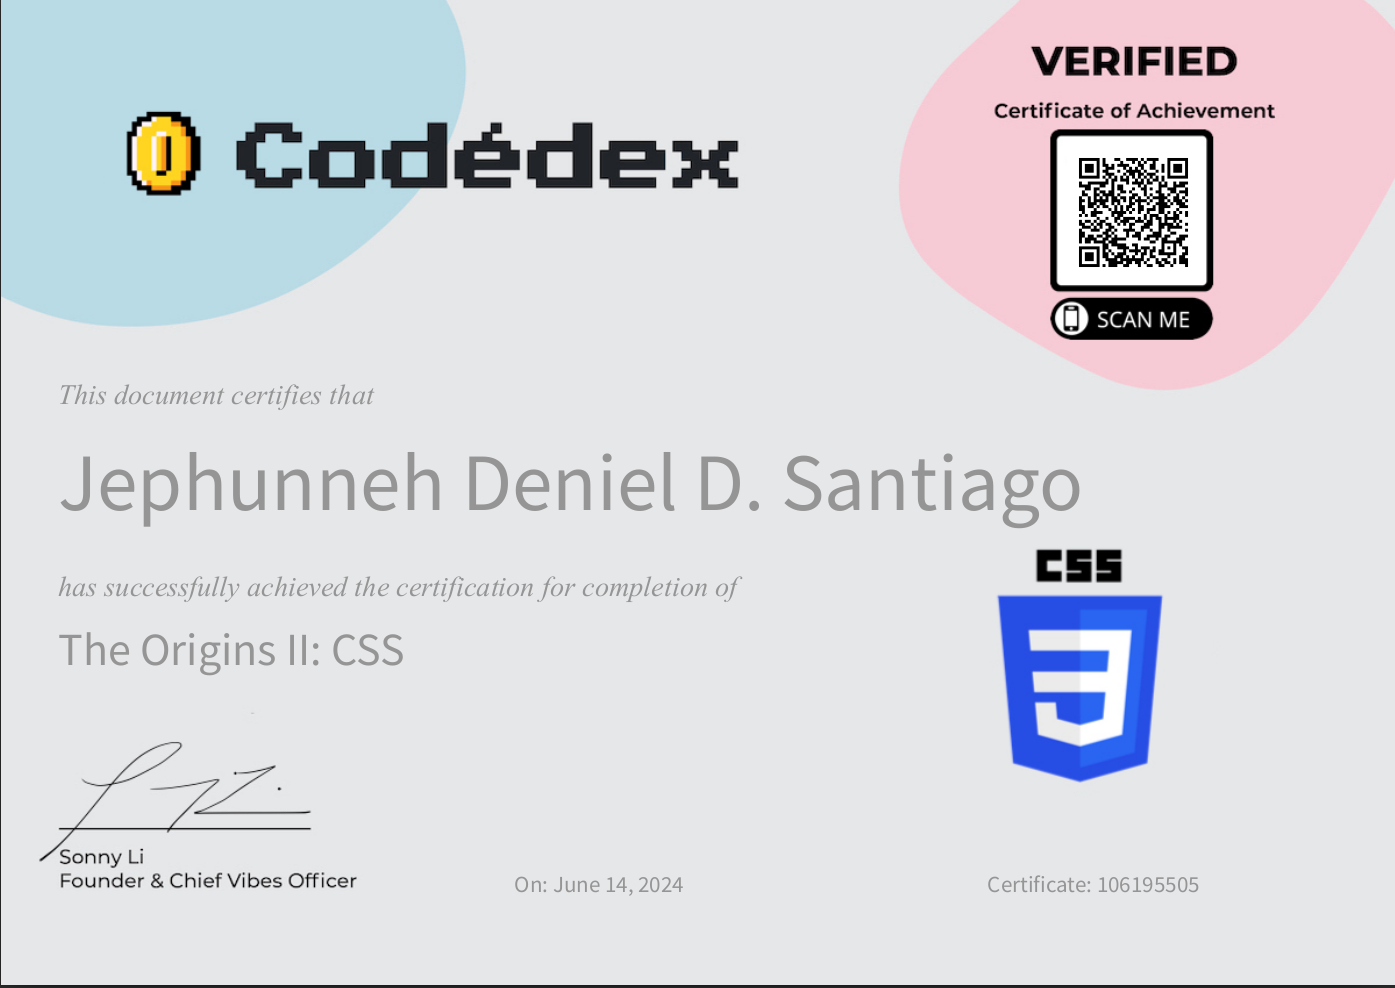 Codédex
VERIFIED
Certificate of Achievement
SCAN ME
This document certifies that
Jephunneh Deniel D. Santiago
has successfully achieved the certification for completion of
The Origins II: CSS
CSS
Sonny Li
Founder & Chief Vibes Officer
On: June 14, 2024
Certificate: 106195505